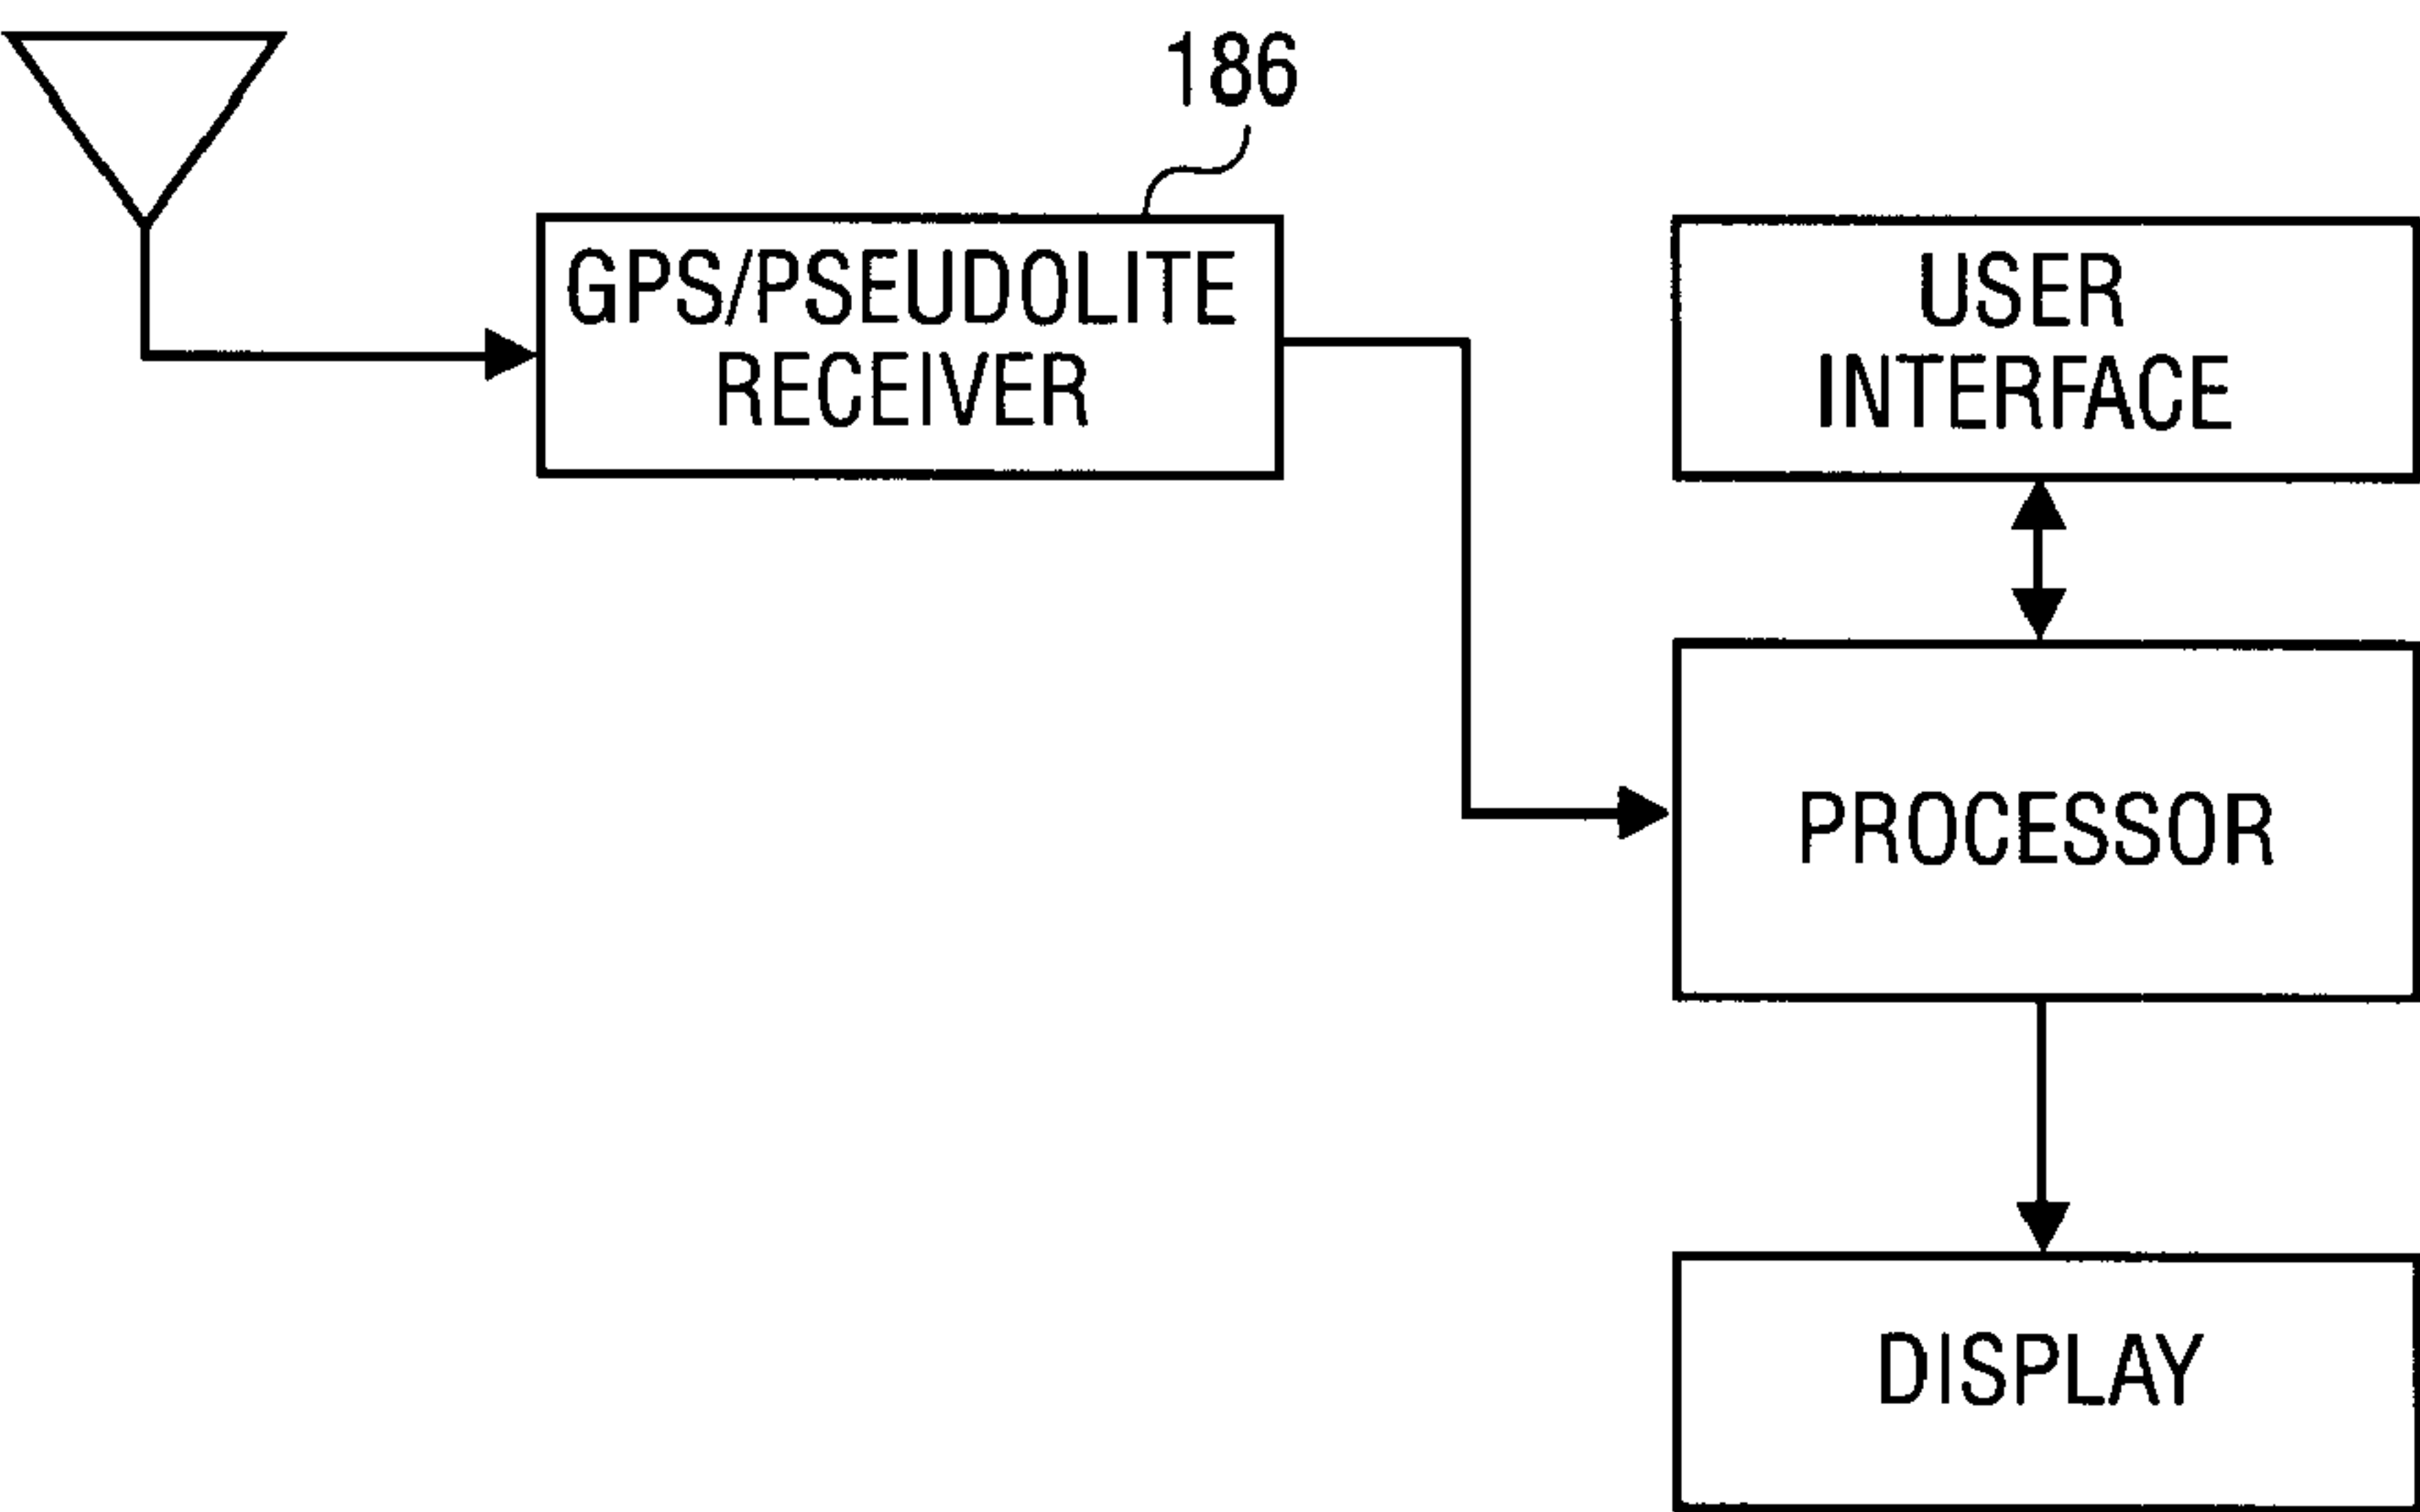 186
GPS/PSEUDOLITE
RECEIVER
USER
INTERFACE
PROCESSOR
DISPLAY